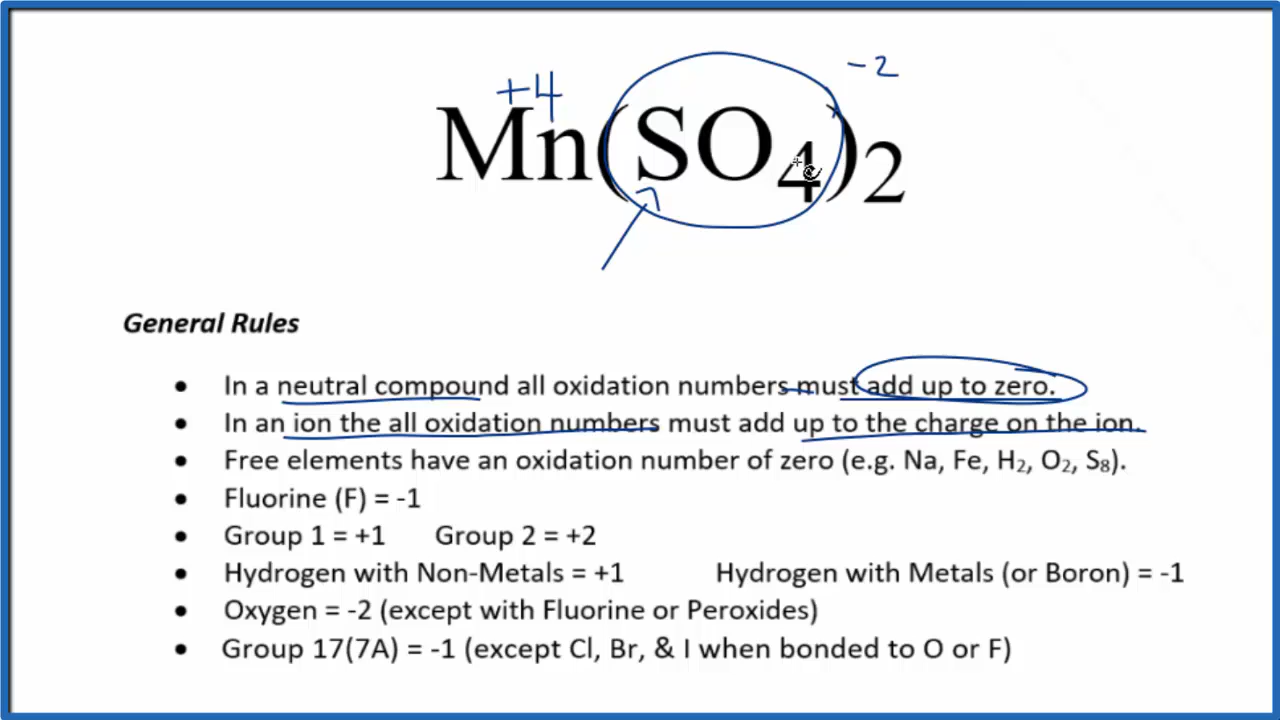 +4 -2
Mn(SO4)2
General Rules
• In a neutral compound all oxidation numbers must add up to zero.
• In an ion the all oxidation numbers must add up to the charge on the ion.
• Free elements have an oxidation number of zero (e.g. Na, Fe, H₂, O₂, S₈).
• Fluorine (F) = -1
• Group 1 = +1 Group 2 = +2
• Hydrogen with Non-Metals = +1 Hydrogen with Metals (or Boron) = -1
• Oxygen = -2 (except with Fluorine or Peroxides)
• Group 17(7A) = -1 (except Cl, Br, & I when bonded to O or F)